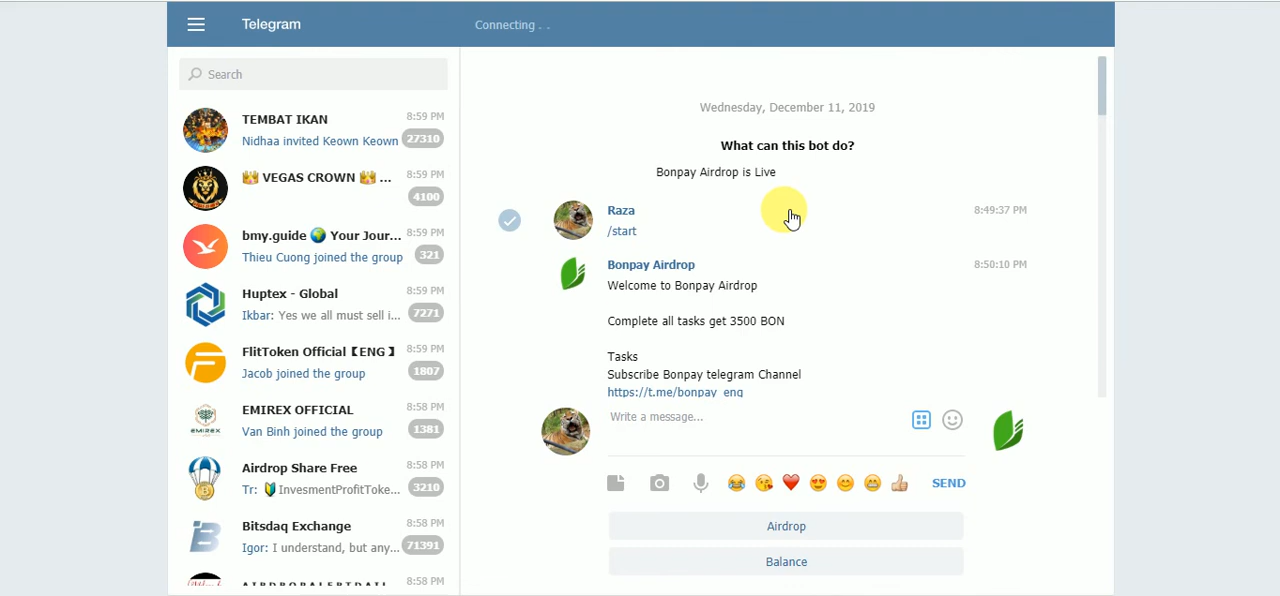 Telegram
Connecting . .
Search
TEMBAT IKAN 8:59 PM
Nidhaa invited Keown Keown 27310
👑 VEGAS CROWN 👑 ... 8:59 PM
4100
bmy.guide 🌍 Your Jour... 8:59 PM
Thieu Cuong joined the group 321
Huptex - Global 8:59 PM
Ikbar: Yes we all must sell i... 7271
FlitToken Official【ENG】 8:59 PM
Jacob joined the group 1807
EMIREX OFFICIAL 8:58 PM
Van Binh joined the group 1381
EMIREX
Airdrop Share Free 8:58 PM
Tr: 🔰 InvesmentProfitToke... 3210
Bitsdaq Exchange 8:58 PM
Igor: I understand, but any... 71391
8:58 PM
Wednesday, December 11, 2019
What can this bot do?
Bonpay Airdrop is Live
Raza 8:49:37 PM
/start
Bonpay Airdrop 8:50:10 PM
Welcome to Bonpay Airdrop
Complete all tasks get 3500 BON
Tasks
Subscribe Bonpay telegram Channel
https://t.me/bonpay_eng
Write a message...
SEND
Airdrop
Balance